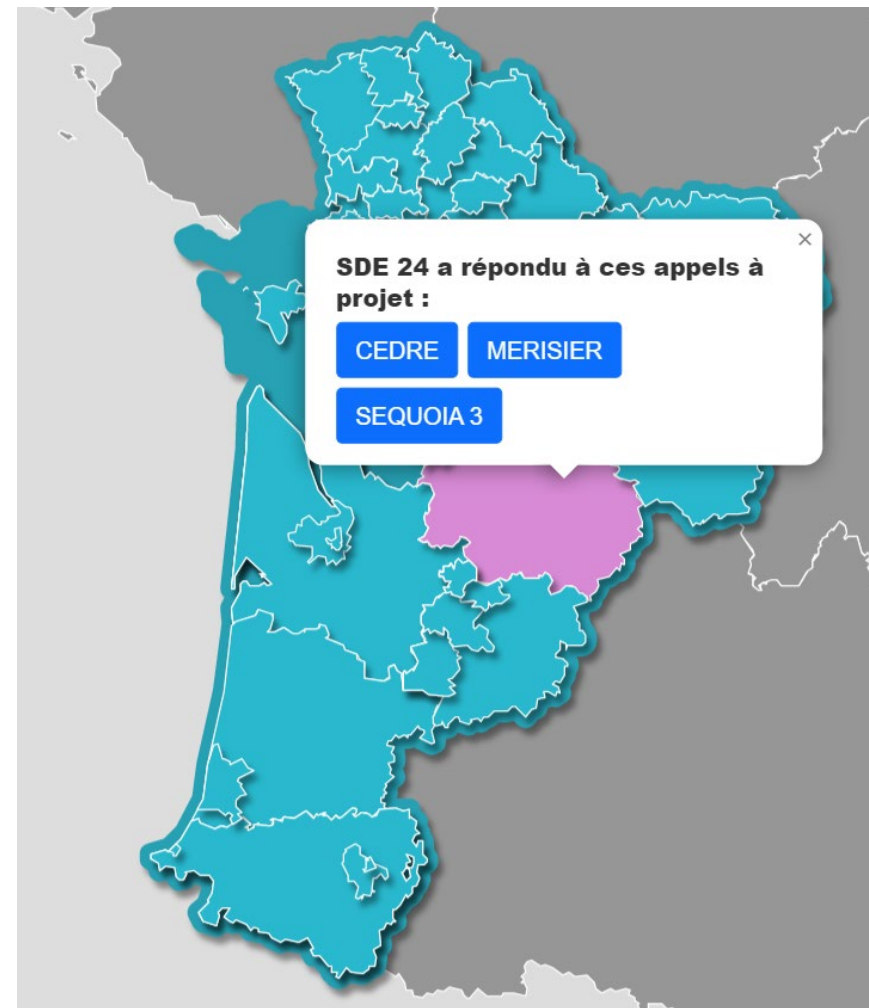 SDE 24 a répondu à ces appels à
projet :
CEDRE MERISIER
SEQUOIA 3